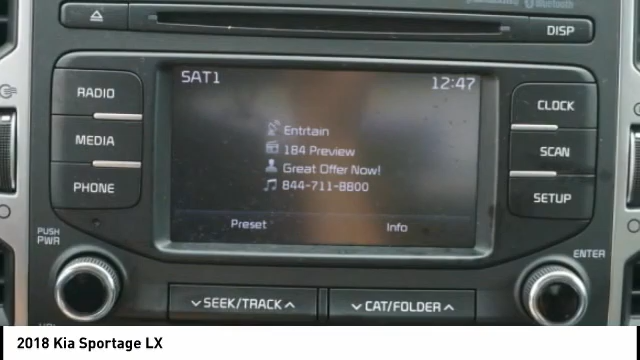 Bluetooth
DISP
RADIO
MEDIA
PHONE
SAT1
12:47
Entrtain
184 Preview
Great Offer Now!
844-711-8800
Preset
Info
CLOCK
SCAN
SETUP
PUSH
PWR
ENTER
SEEK/TRACK
CAT/FOLDER
2018 Kia Sportage LX